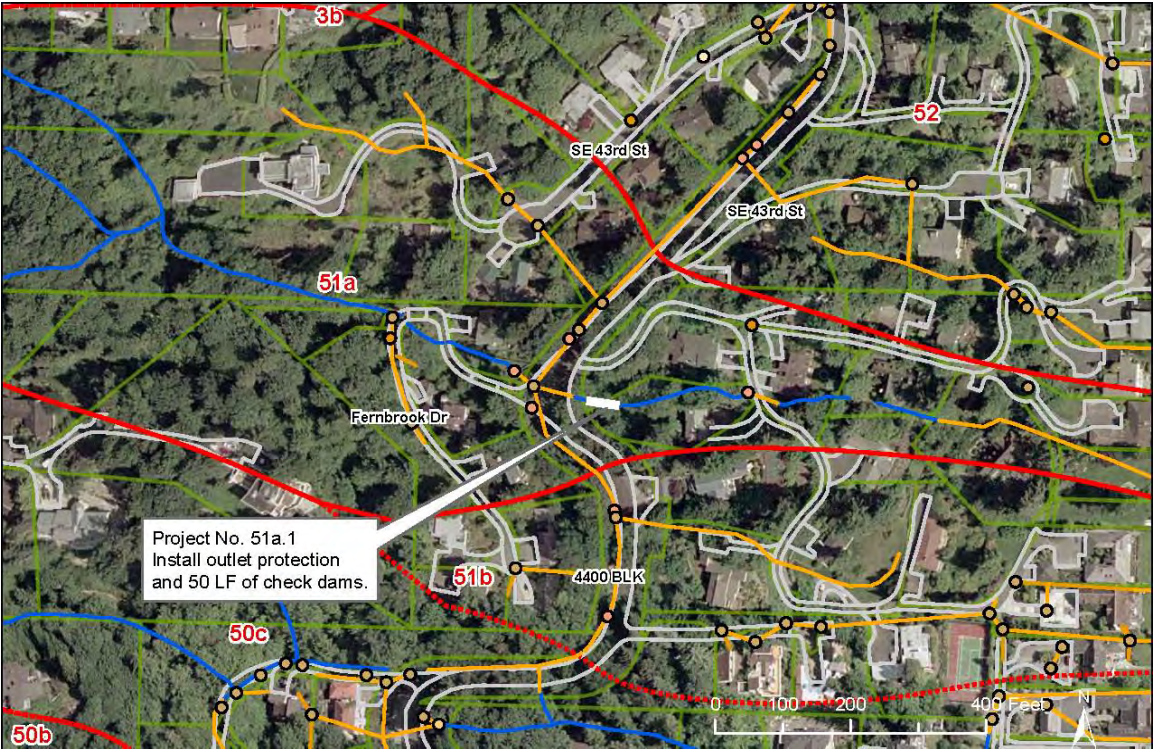 3b
52
SE 43rd St
SE 43rd St
51a
Fernbrook Dr
Project No. 51a.1
Install outlet protection
and 50 LF of check dams.
51b
4400 BLK
50c
0 100 200 400 Feet
N
50b